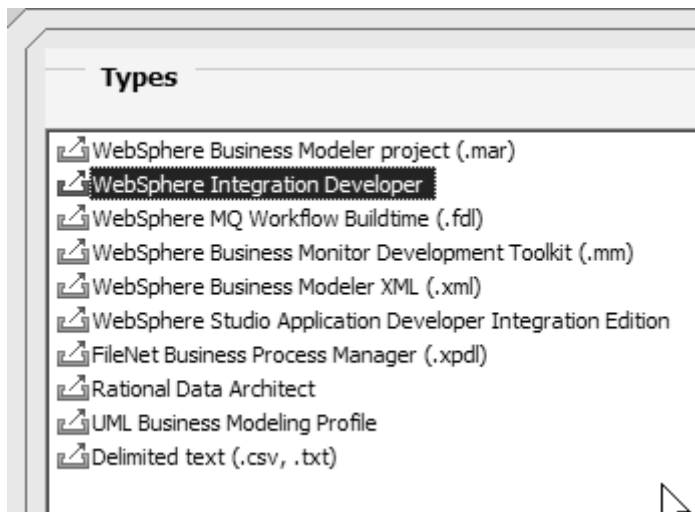 Types
WebSphere Business Modeler project (.mar)
WebSphere Integration Developer
WebSphere MQ Workflow Buildtime (.fdl)
WebSphere Business Monitor Development Toolkit (.mm)
WebSphere Business Modeler XML (.xml)
WebSphere Studio Application Developer Integration Edition
FileNet Business Process Manager (.xpdl)
Rational Data Architect
UML Business Modeling Profile
Delimited text (.csv, .txt)